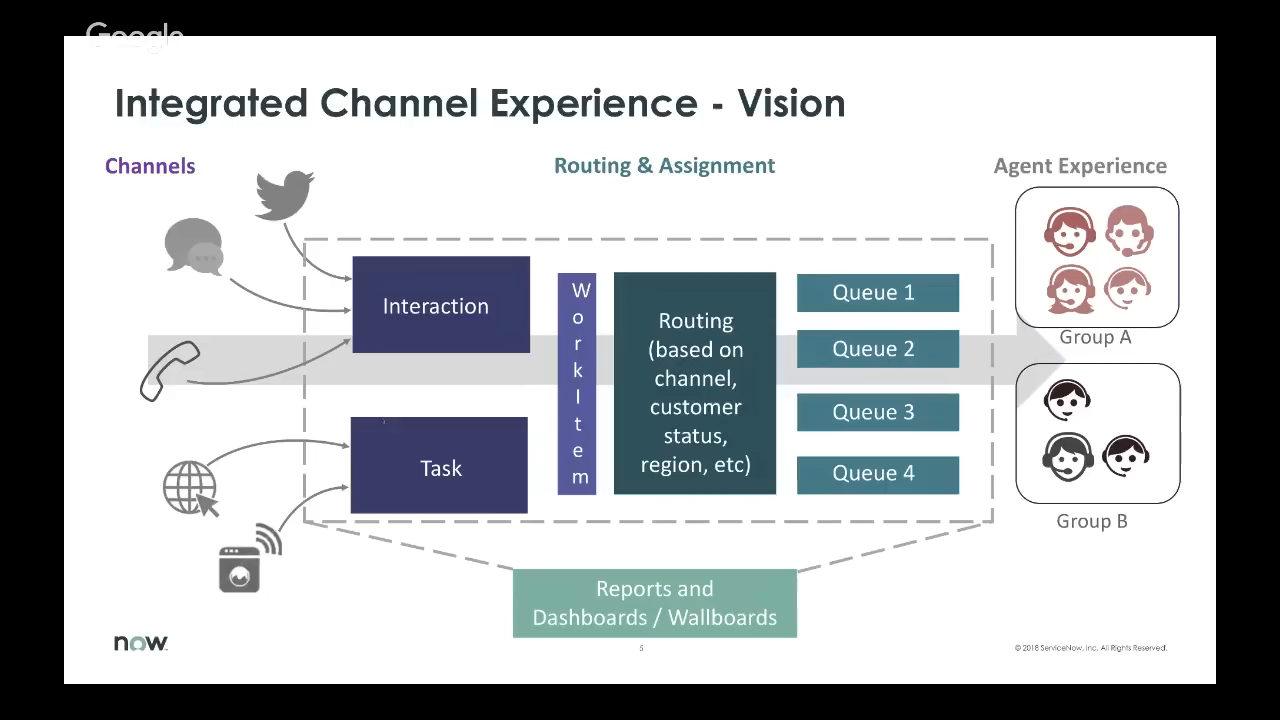 Google
Integrated Channel Experience - Vision
Channels
Routing & Assignment
Agent Experience
Interaction
Task
W
o
r
k
I
t
e
m
Routing
(based on
channel,
customer
status,
region, etc)
Queue 1
Queue 2
Queue 3
Queue 4
Group A
Group B
Reports and
Dashboards / Wallboards
now
5
© 2018 ServiceNow, Inc. All Rights Reserved.